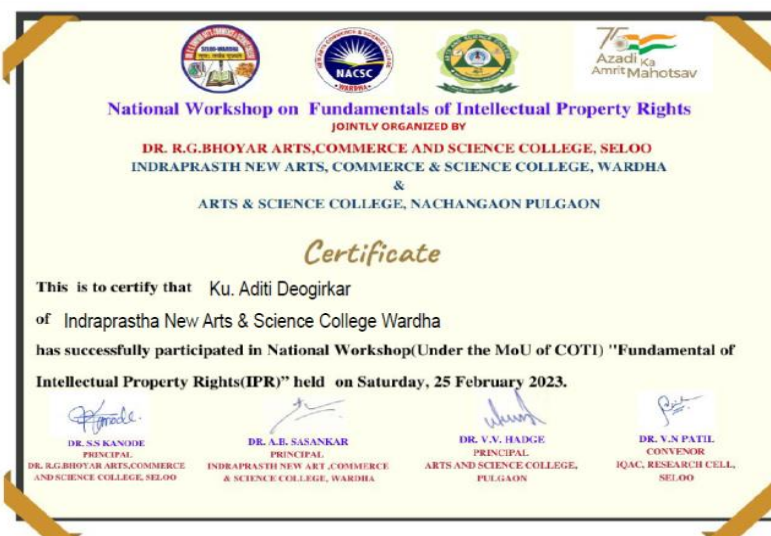 SELOO-WARDHA
NACSC
WARDHA
75
Azadi Ka
Amrit Mahotsav
National Workshop on Fundamentals of Intellectual Property Rights
JOINTLY ORGANIZED BY
DR. R.G.BHOYAR ARTS,COMMERCE AND SCIENCE COLLEGE, SELOO
INDRAPRASTH NEW ARTS, COMMERCE & SCIENCE COLLEGE, WARDHA
&
ARTS & SCIENCE COLLEGE, NACHANGAON PULGAON
Certificate
This is to certify that Ku. Aditi Deogirkar
of Indraprastha New Arts & Science College Wardha
has successfully participated in National Workshop(Under the MoU of COTI) "Fundamental of
Intellectual Property Rights(IPR)” held on Saturday, 25 February 2023.
DR. S.S KANODE
PRINCIPAL
DR. R.G.BHOYAR ARTS,COMMERCE
AND SCIENCE COLLEGE, SELOO
DR. A.B. SASANKAR
PRINCIPAL
INDRAPRASTH NEW ART ,COMMERCE
& SCIENCE COLLEGE, WARDHA
DR. V.V. HADGE
PRINCIPAL
ARTS AND SCIENCE COLLEGE,
PULGAON
DR. V.N PATIL
CONVENOR
IQAC, RESEARCH CELL,
SELOO